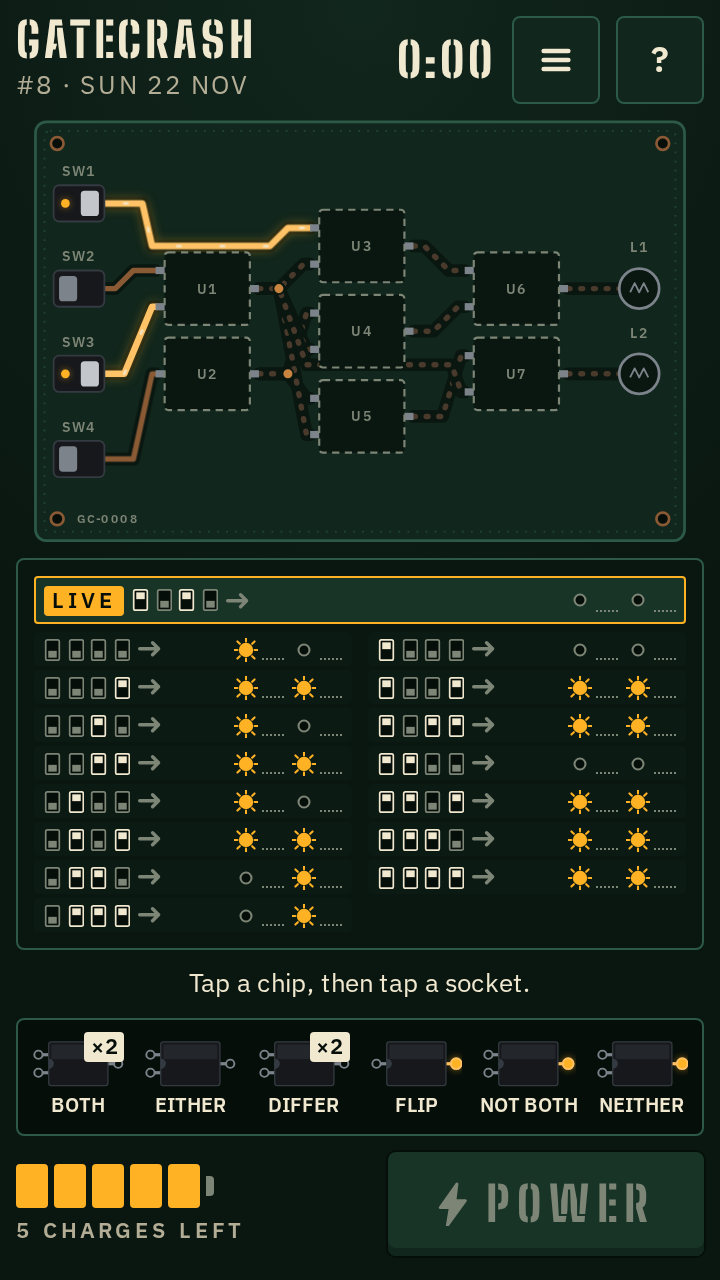 GATECRASH
#8 · SUN 22 NOV
0:00
?
SW1
SW2
SW3
SW4
U1
U2
U3
U4
U5
U6
U7
L1
L2
GC-0008
LIVE
Tap a chip, then tap a socket.
×2
×2
BOTH EITHER DIFFER FLIP NOT BOTH NEITHER
5 CHARGES LEFT
POWER